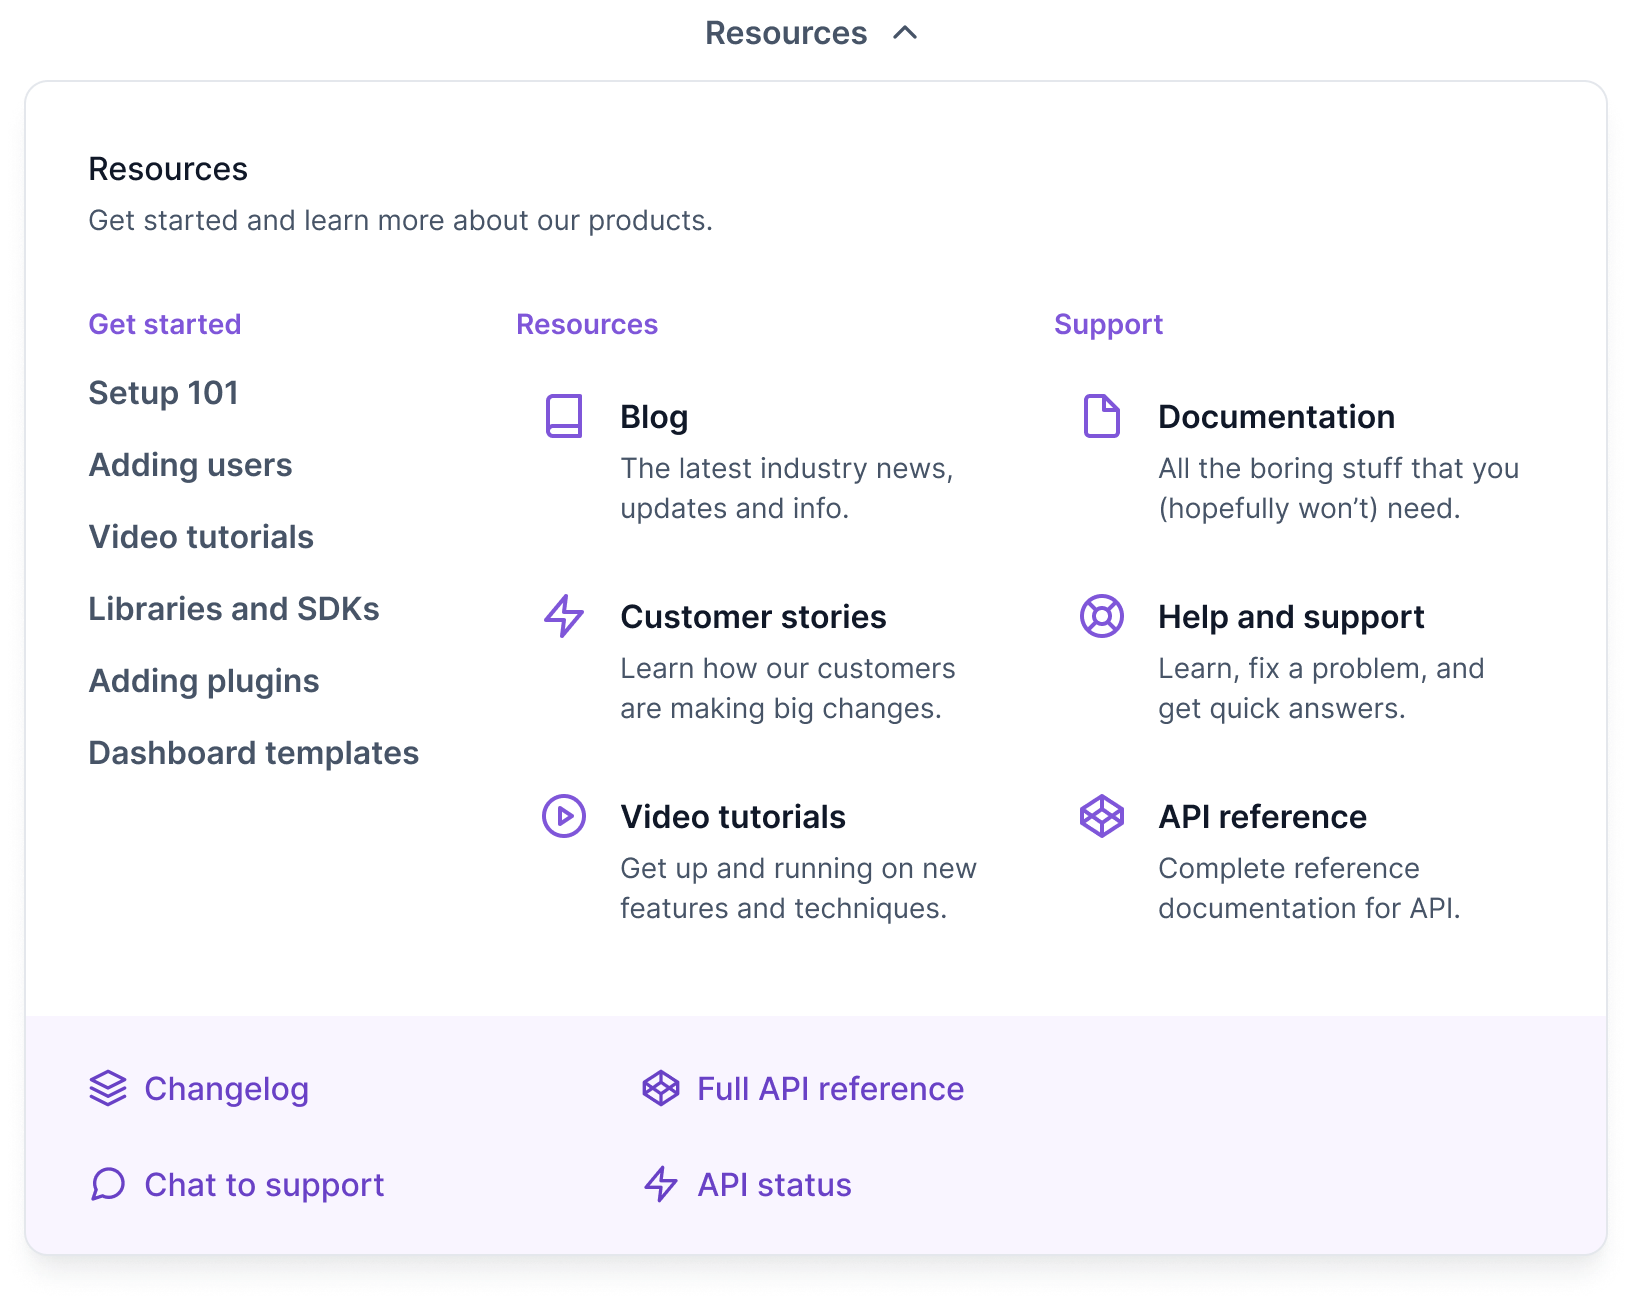 Resources
Resources
Get started and learn more about our products.
Get started
Setup 101
Adding users
Video tutorials
Libraries and SDKs
Adding plugins
Dashboard templates
Resources
Blog
The latest industry news,
updates and info.
Customer stories
Learn how our customers
are making big changes.
Video tutorials
Get up and running on new
features and techniques.
Support
Documentation
All the boring stuff that you
(hopefully won’t) need.
Help and support
Learn, fix a problem, and
get quick answers.
API reference
Complete reference
documentation for API.
Changelog
Full API reference
Chat to support
API status